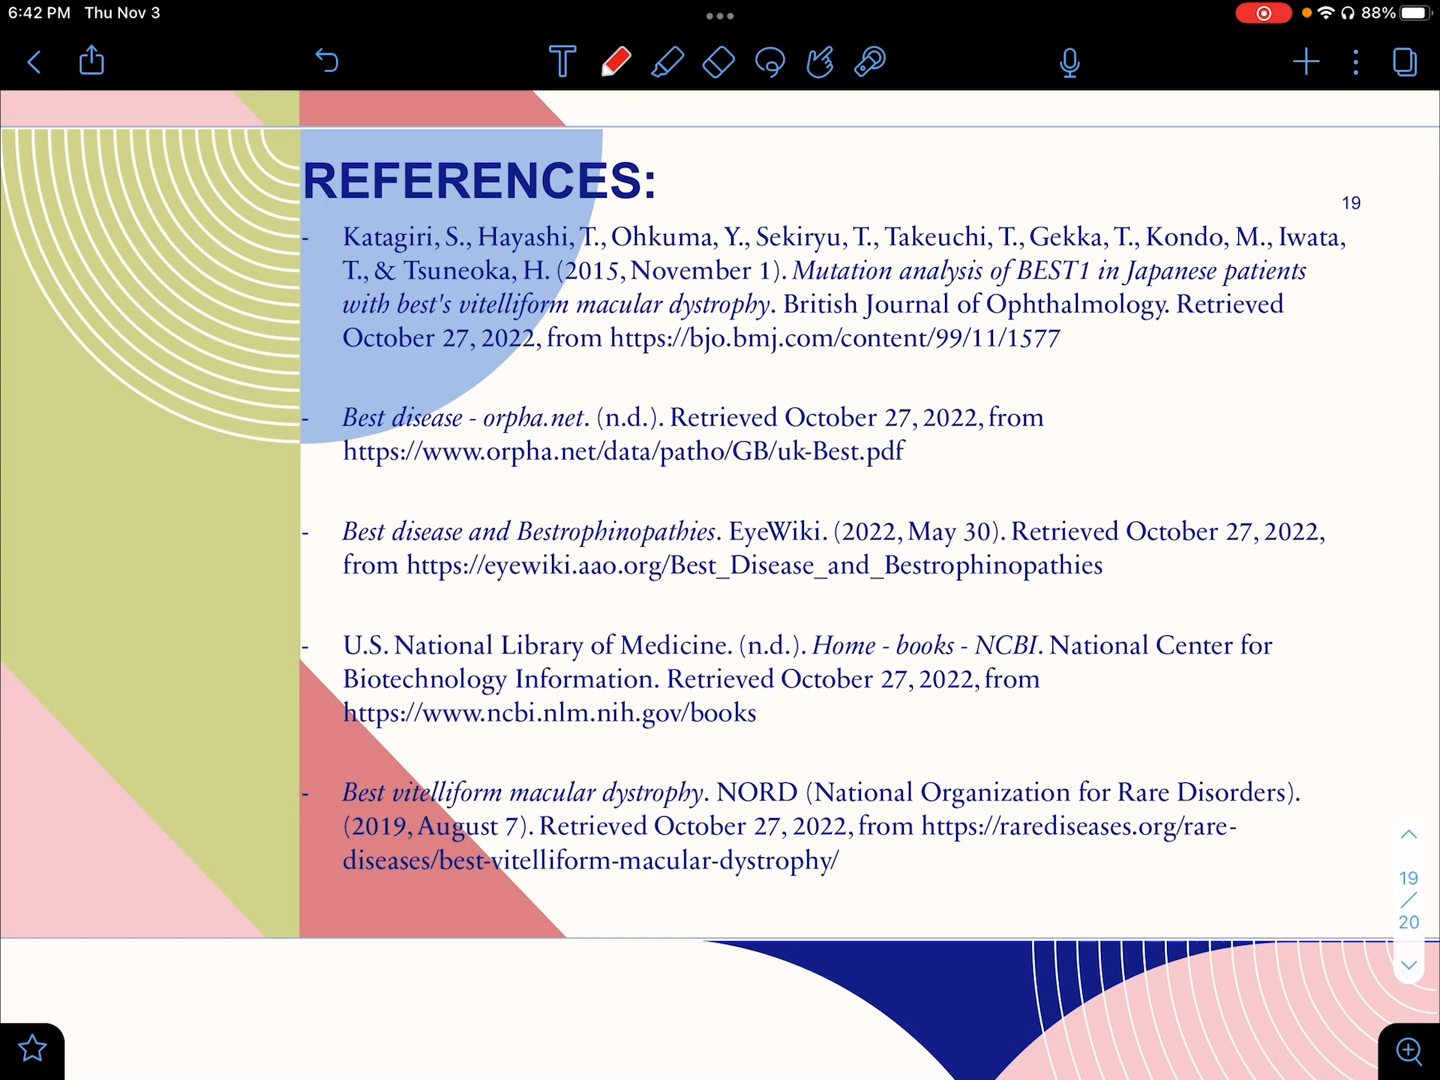 6:42 PM Thu Nov 3
88%
REFERENCES:
19
- Katagiri, S., Hayashi, T., Ohkuma, Y., Sekiryu, T., Takeuchi, T., Gekka, T., Kondo, M., Iwata,
T., & Tsuneoka, H. (2015, November 1). Mutation analysis of BEST1 in Japanese patients
with best's vitelliform macular dystrophy. British Journal of Ophthalmology. Retrieved
October 27, 2022, from https://bjo.bmj.com/content/99/11/1577
- Best disease - orpha.net. (n.d.). Retrieved October 27, 2022, from
https://www.orpha.net/data/patho/GB/uk-Best.pdf
- Best disease and Bestrophinopathies. EyeWiki. (2022, May 30). Retrieved October 27, 2022,
from https://eyewiki.aao.org/Best_Disease_and_Bestrophinopathies
- U.S. National Library of Medicine. (n.d.). Home - books - NCBI. National Center for
Biotechnology Information. Retrieved October 27, 2022, from
https://www.ncbi.nlm.nih.gov/books
- Best vitelliform macular dystrophy. NORD (National Organization for Rare Disorders).
(2019, August 7). Retrieved October 27, 2022, from https://rarediseases.org/rare-
diseases/best-vitelliform-macular-dystrophy/
19
/
20